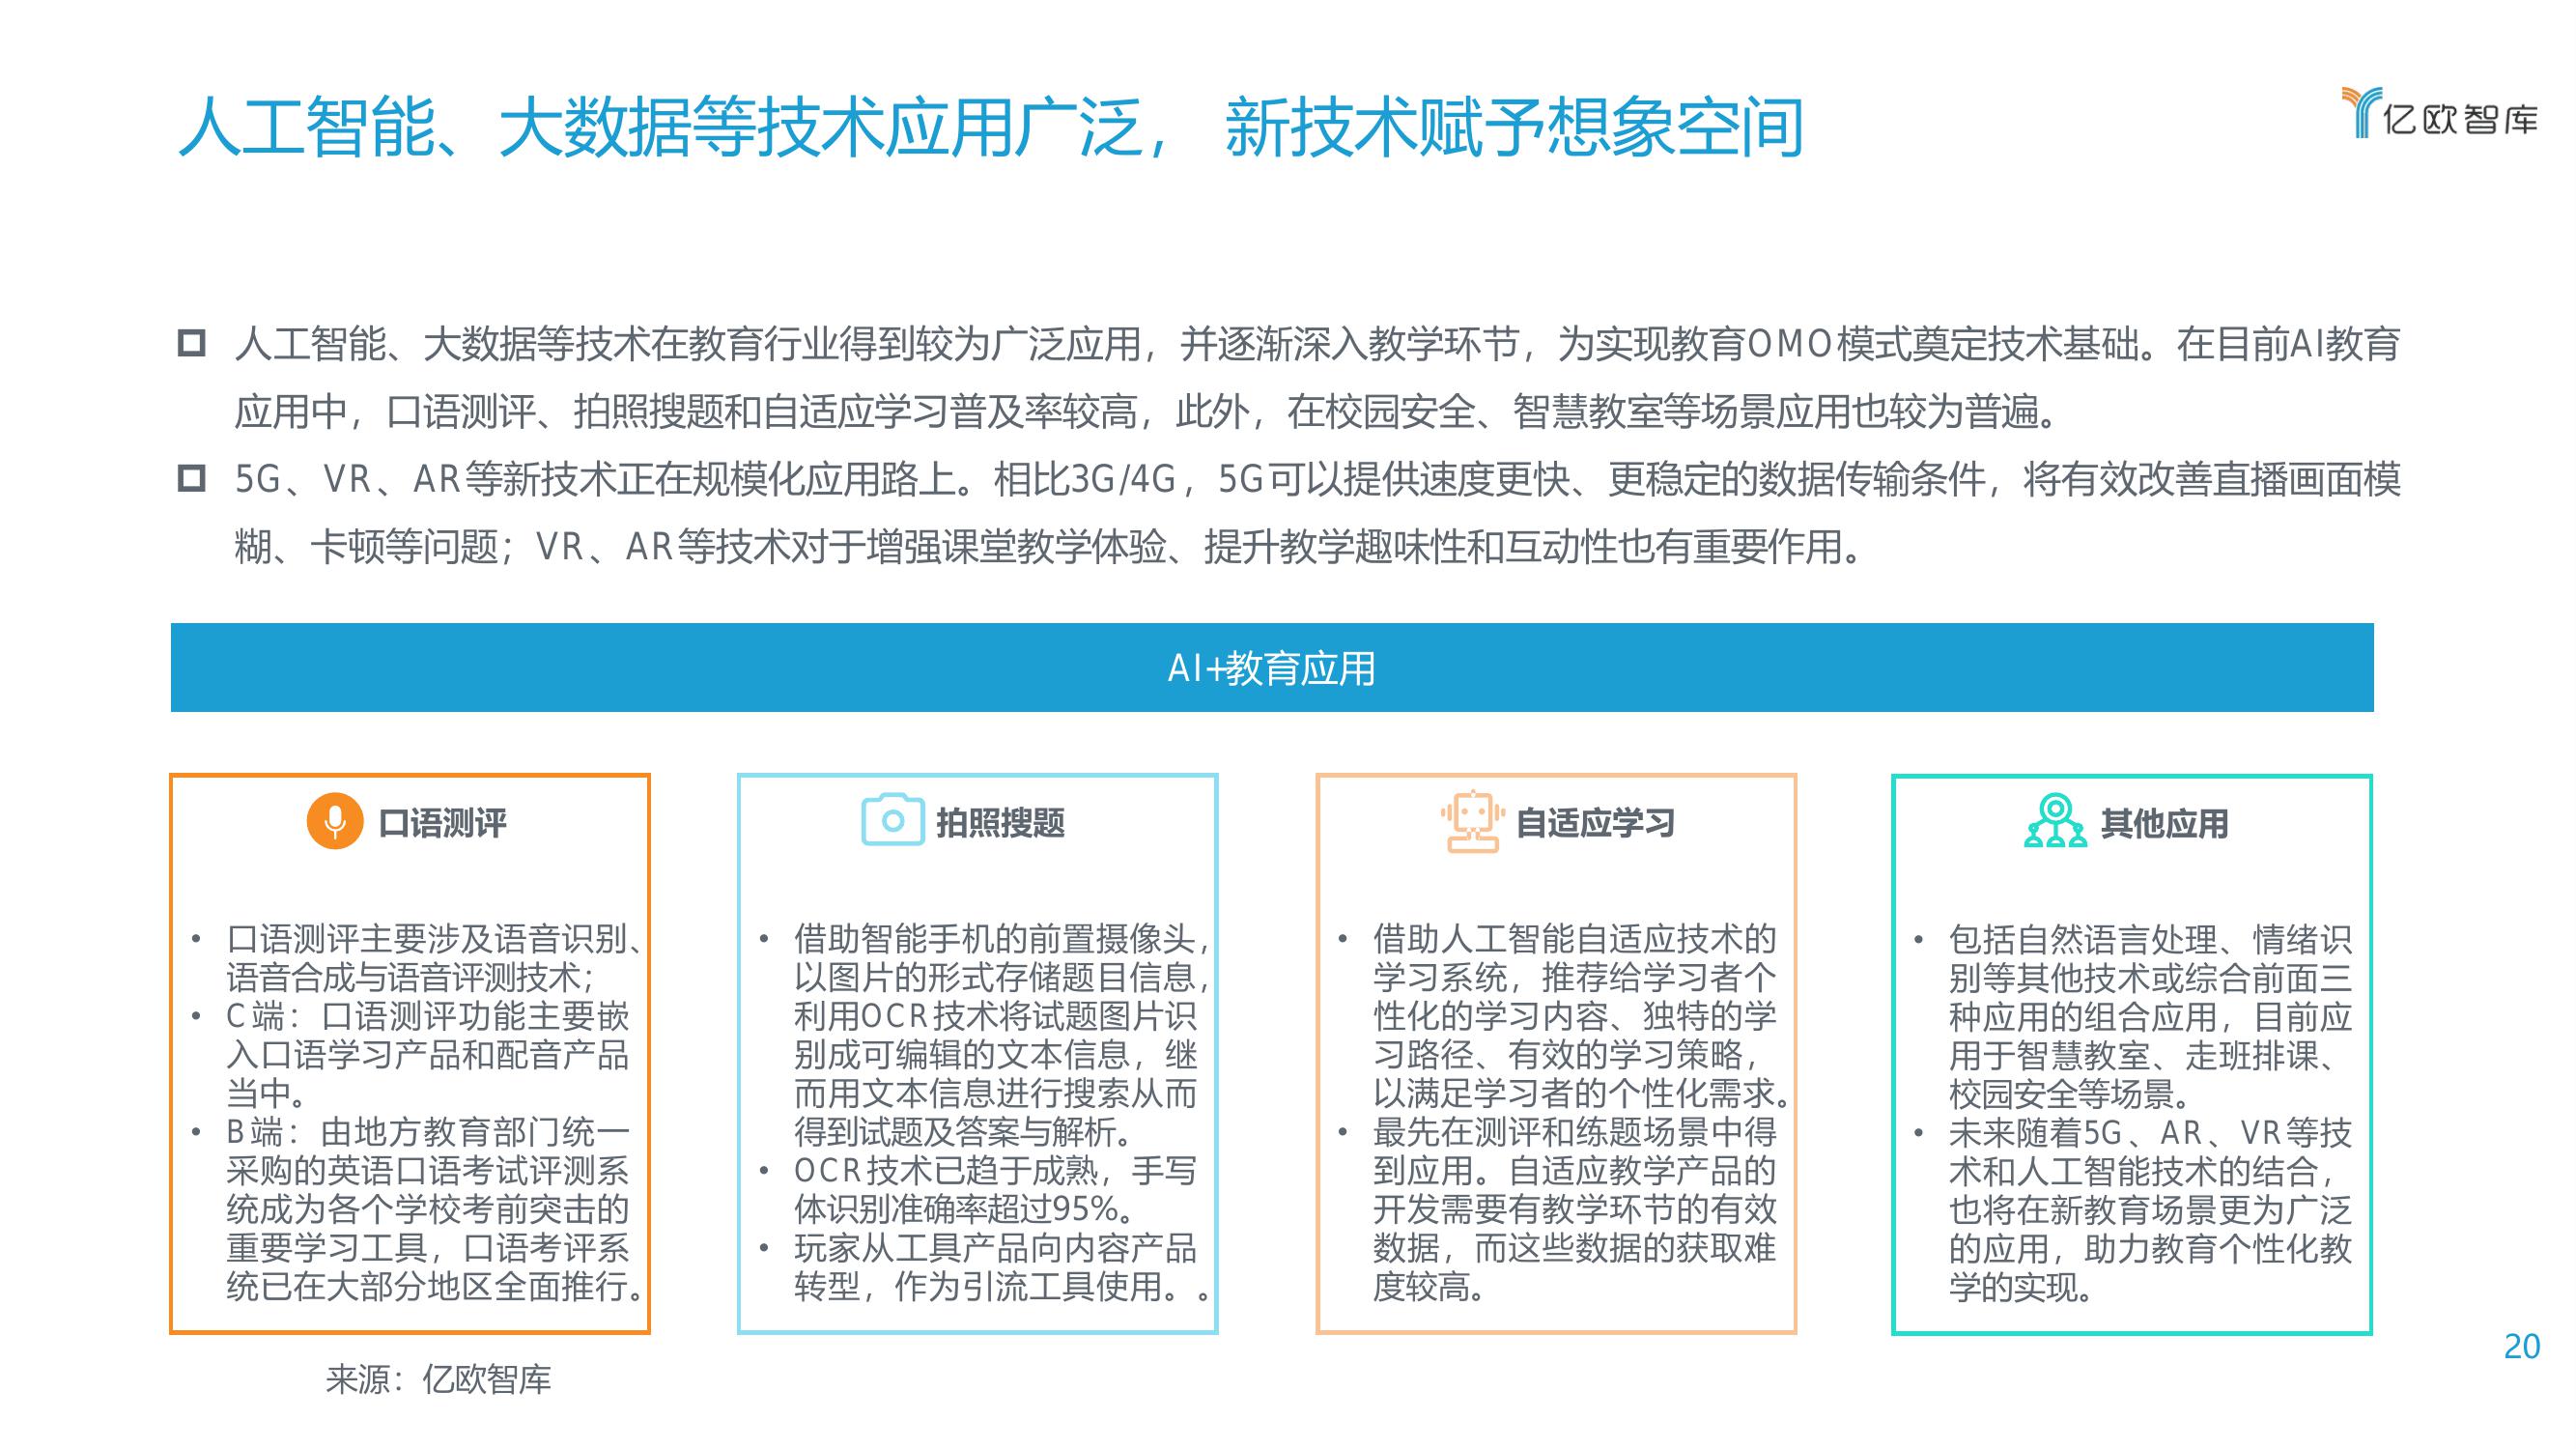 人工智能、大数据等技术应用广泛， 新技术赋予想象空间
亿欧智库
人工智能、大数据等技术在教育行业得到较为广泛应用，并逐渐深入教学环节，为实现教育OMO模式奠定技术基础。在目前AI教育
应用中，口语测评、拍照搜题和自适应学习普及率较高，此外，在校园安全、智慧教室等场景应用也较为普遍。
5G、VR、AR等新技术正在规模化应用路上。相比3G/4G，5G可以提供速度更快、更稳定的数据传输条件，将有效改善直播画面模
糊、卡顿等问题；VR、AR等技术对于增强课堂教学体验、提升教学趣味性和互动性也有重要作用。
AI+教育应用
口语测评
• 口语测评主要涉及语音识别、
语音合成与语音评测技术；
• C端：口语测评功能主要嵌
入口语学习产品和配音产品
当中。
• B端：由地方教育部门统一
采购的英语口语考试评测系
统成为各个学校考前突击的
重要学习工具，口语考评系
统已在大部分地区全面推行。
拍照搜题
• 借助智能手机的前置摄像头，
以图片的形式存储题目信息，
利用OCR技术将试题图片识
别成可编辑的文本信息，继
而用文本信息进行搜索从而
得到试题及答案与解析。
• OCR技术已趋于成熟，手写
体识别准确率超过95%。
• 玩家从工具产品向内容产品
转型，作为引流工具使用。。
自适应学习
• 借助人工智能自适应技术的
学习系统，推荐给学习者个
性化的学习内容、独特的学
习路径、有效的学习策略，
以满足学习者的个性化需求。
• 最先在测评和练题场景中得
到应用。自适应教学产品的
开发需要有教学环节的有效
数据，而这些数据的获取难
度较高。
其他应用
• 包括自然语言处理、情绪识
别等其他技术或综合前面三
种应用的组合应用，目前应
用于智慧教室、走班排课、
校园安全等场景。
• 未来随着5G、AR、VR等技
术和人工智能技术的结合，
也将在新教育场景更为广泛
的应用，助力教育个性化教
学的实现。
来源：亿欧智库
20